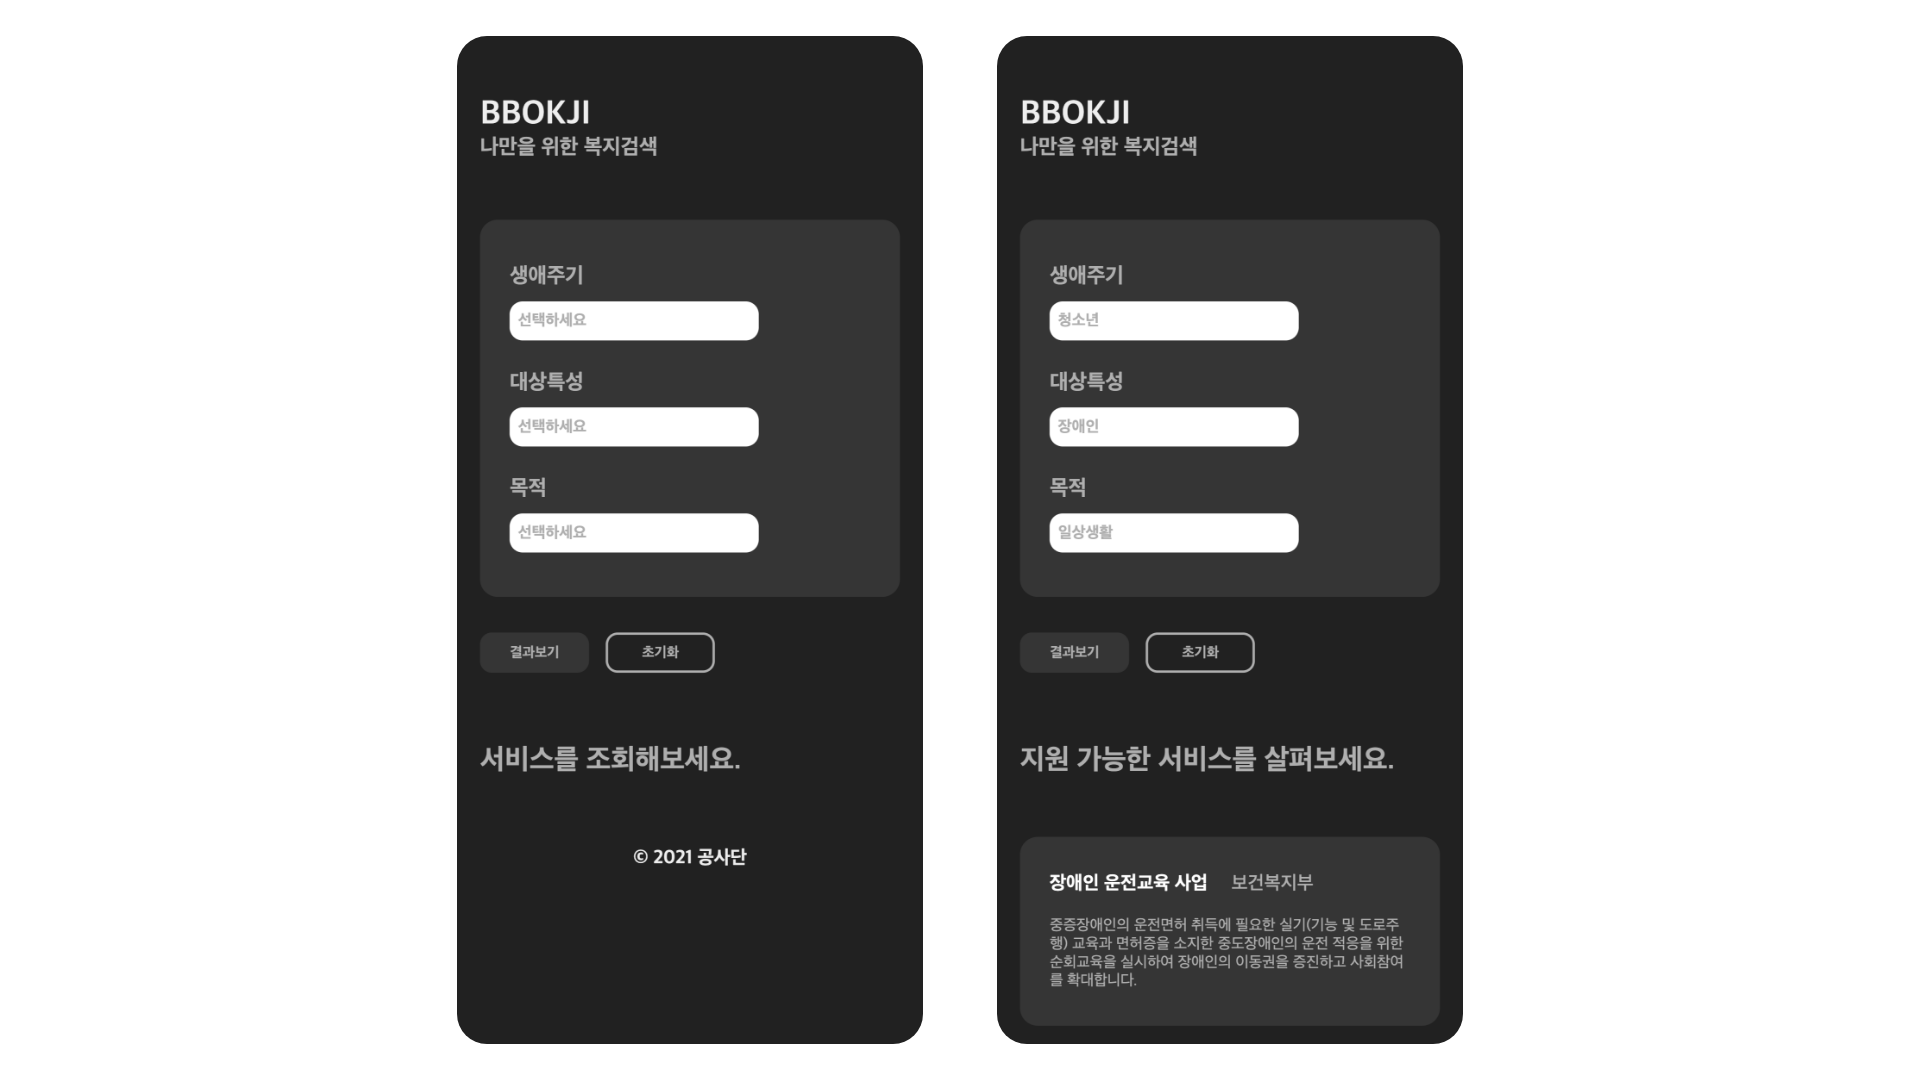 BBOKJI
나만을 위한 복지검색
생애주기
선택하세요
대상특성
선택하세요
목적
선택하세요
결과보기 초기화
서비스를 조회해보세요.
© 2021 공사단
BBOKJI
나만을 위한 복지검색
생애주기
청소년
대상특성
장애인
목적
일상생활
결과보기 초기화
지원 가능한 서비스를 살펴보세요.
장애인 운전교육 사업 보건복지부
중증장애인의 운전면허 취득에 필요한 실기(기능 및 도로주
행) 교육과 면허증을 소지한 중도장애인의 운전 적응을 위한
순회교육을 실시하여 장애인의 이동권을 증진하고 사회참여
를 확대합니다.